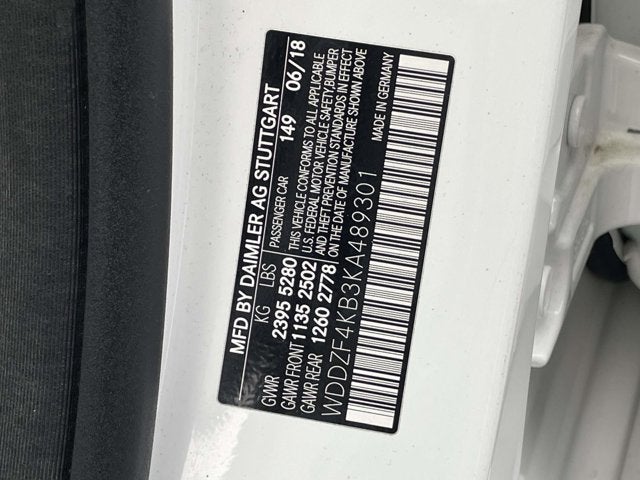 MFD BY DAIMLER AG STUTTGART
149 06/18
KG LBS PASSENGER CAR
GVWR 2395 5280
GAWR FRONT 1135 2502
GAWR REAR 1260 2778
THIS VEHICLE CONFORMS TO ALL APPLICABLE
U.S. FEDERAL MOTOR VEHICLE SAFETY,BUMPER
AND THEFT PREVENTION STANDARDS IN EFFECT
ON THE DATE OF MANUFACTURE SHOWN ABOVE
WDDZF4KB3KA489301
MADE IN GERMANY